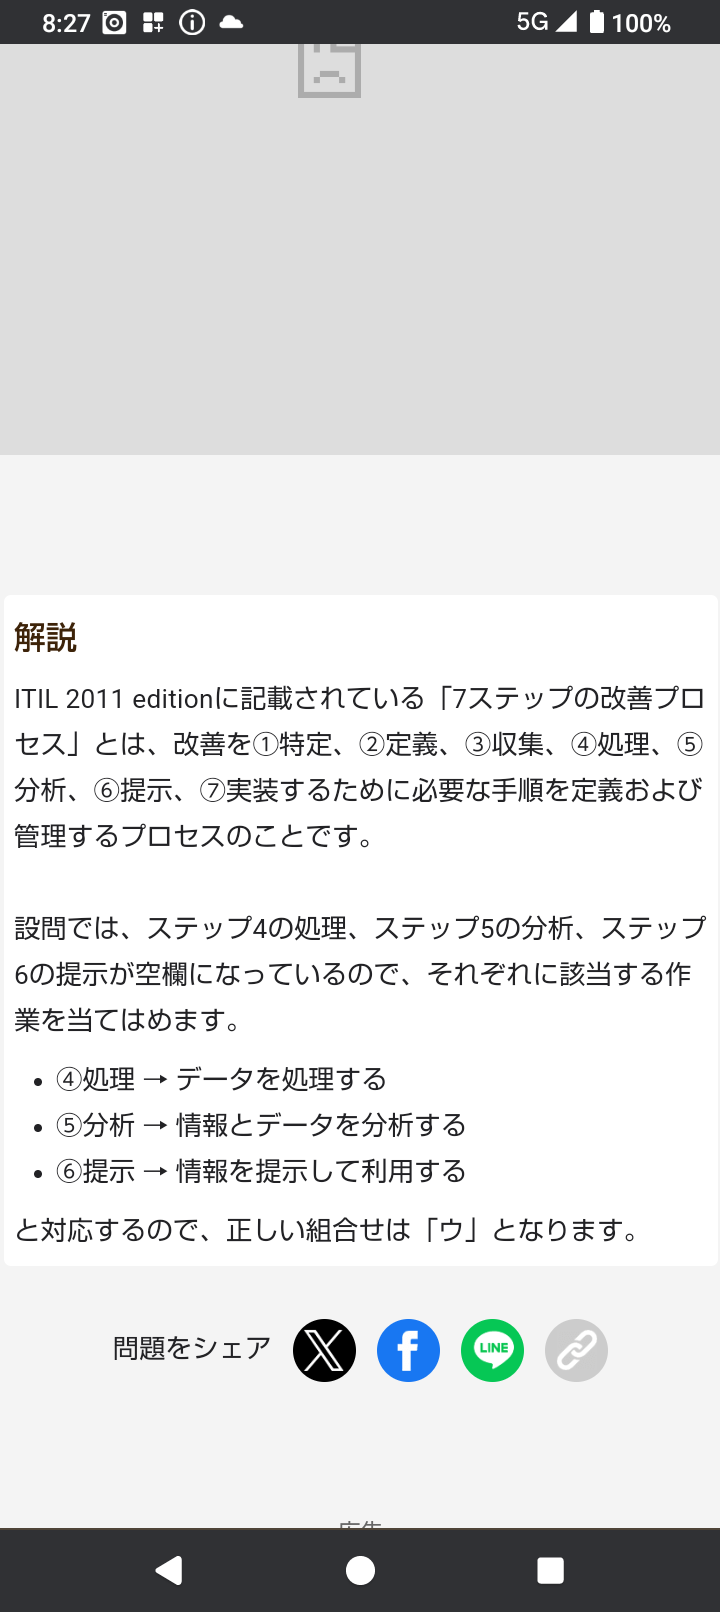 8:27 5G 100%
解説
ITIL 2011 editionに記載されている「7ステップの改善プロ
セス」とは、改善を①特定、②定義、③収集、④処理、⑤
分析、⑥提示、⑦実装するために必要な手順を定義および
管理するプロセスのことです。
設問では、ステップ4の処理、ステップ5の分析、ステップ
6の提示が空欄になっているので、それぞれに該当する作
業を当てはめます。
• ④処理 → データを処理する
• ⑤分析 → 情報とデータを分析する
• ⑥提示 → 情報を提示して利用する
と対応するので、正しい組合せは「ウ」となります。
問題をシェア LINE